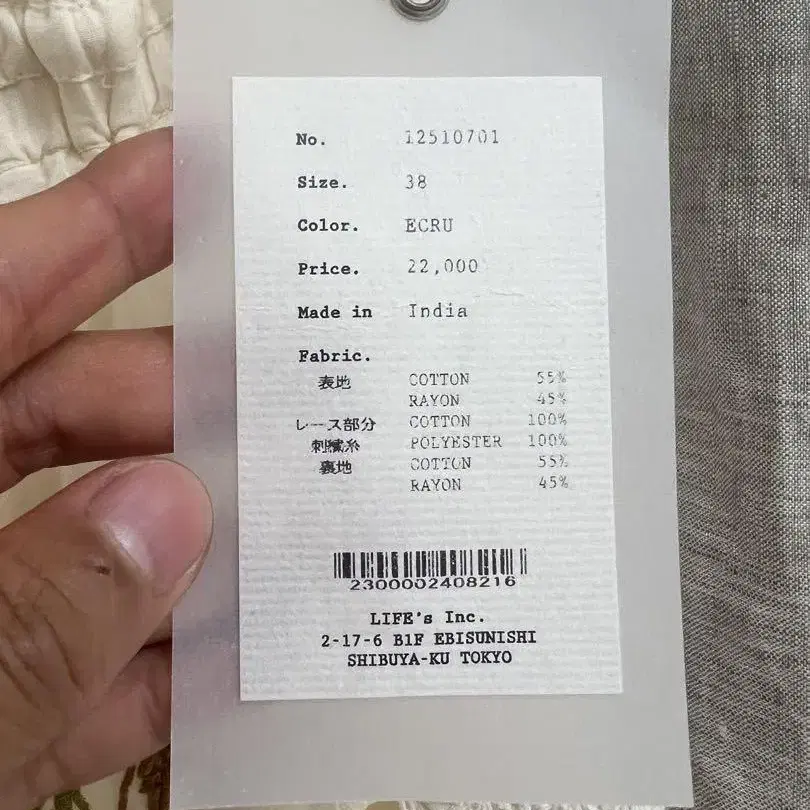 No. 12510701
Size. 38
Color. ECRU
Price. 22,000
Made in India
Fabric.
表地 COTTON 55%
RAYON 45%
レース部分 COTTON 100%
刺繍糸 POLYESTER 100%
裏地 COTTON 55%
RAYON 45%
2300002408216
LIFE's Inc.
2-17-6 B1F EBISUNISHI
SHIBUYA-KU TOKYO